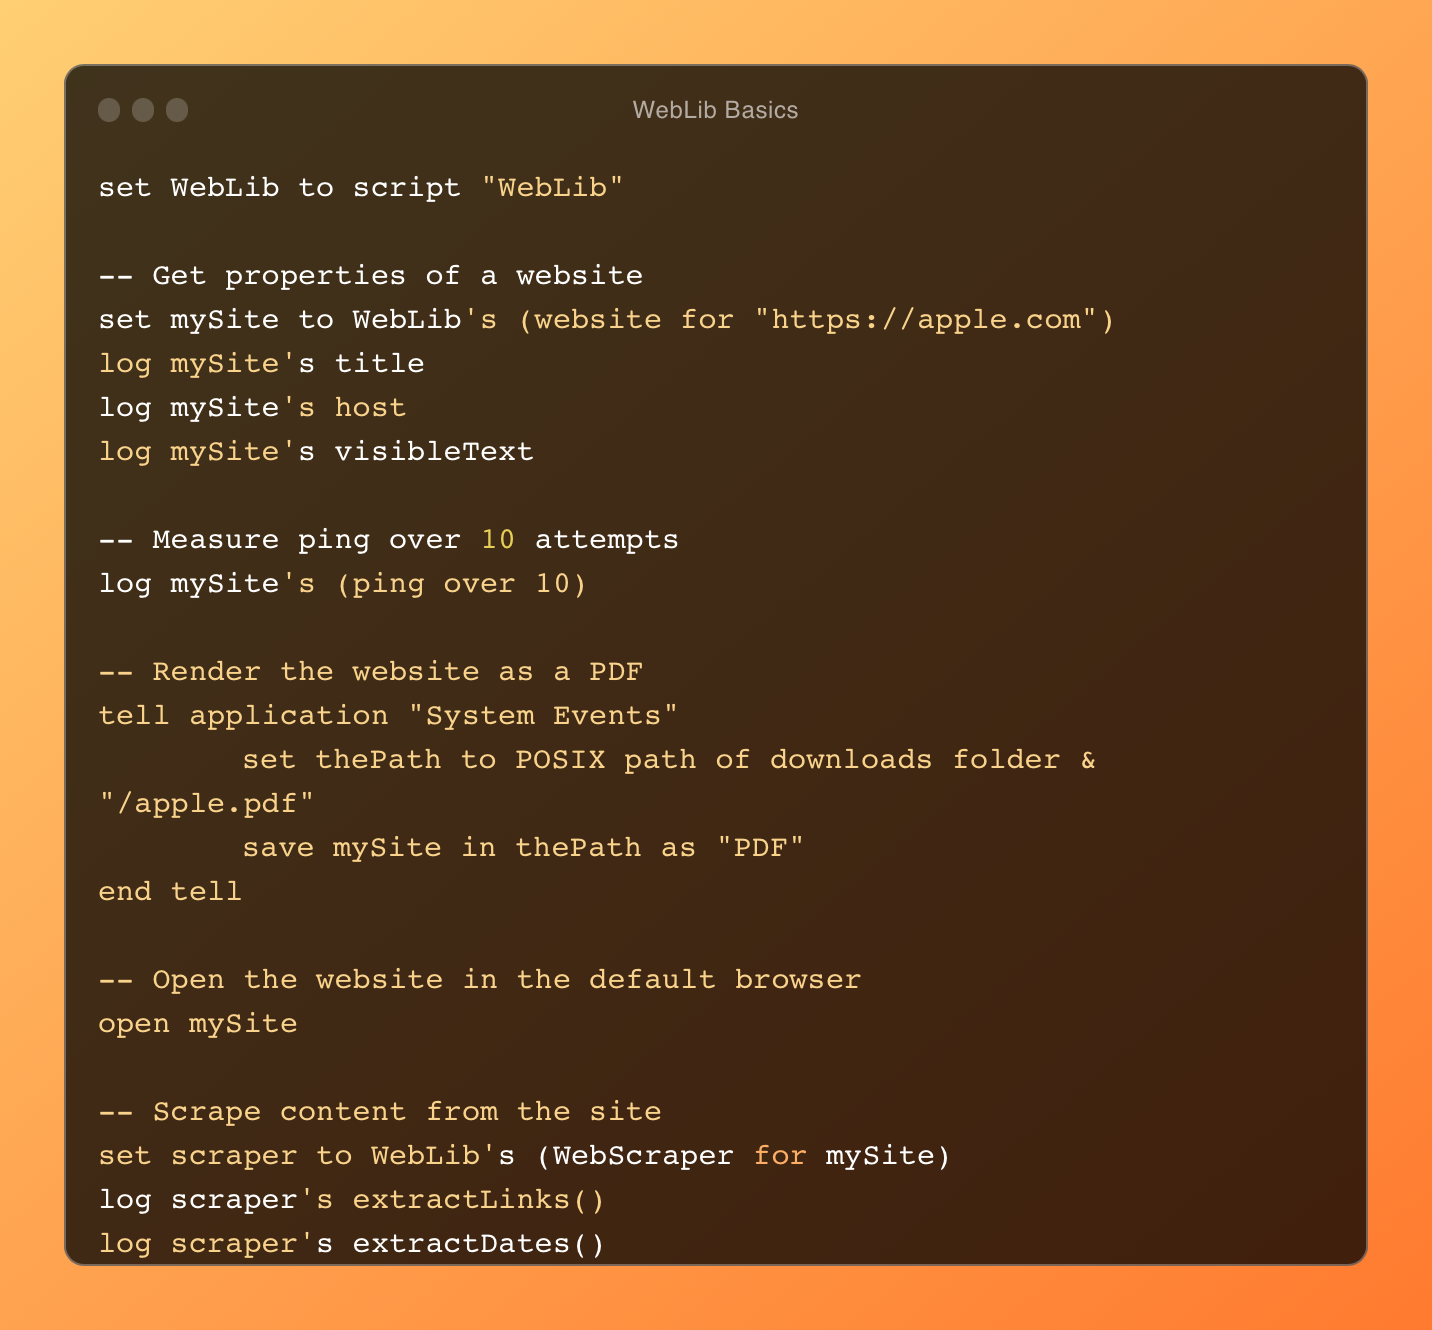 WebLib Basics
set WebLib to script "WebLib"
-- Get properties of a website
set mySite to WebLib's (website for "https://apple.com")
log mySite's title
log mySite's host
log mySite's visibleText
-- Measure ping over 10 attempts
log mySite's (ping over 10)
-- Render the website as a PDF
tell application "System Events"
set thePath to POSIX path of downloads folder &
"/apple.pdf"
save mySite in thePath as "PDF"
end tell
-- Open the website in the default browser
open mySite
-- Scrape content from the site
set scraper to WebLib's (WebScraper for mySite)
log scraper's extractLinks()
log scraper's extractDates()